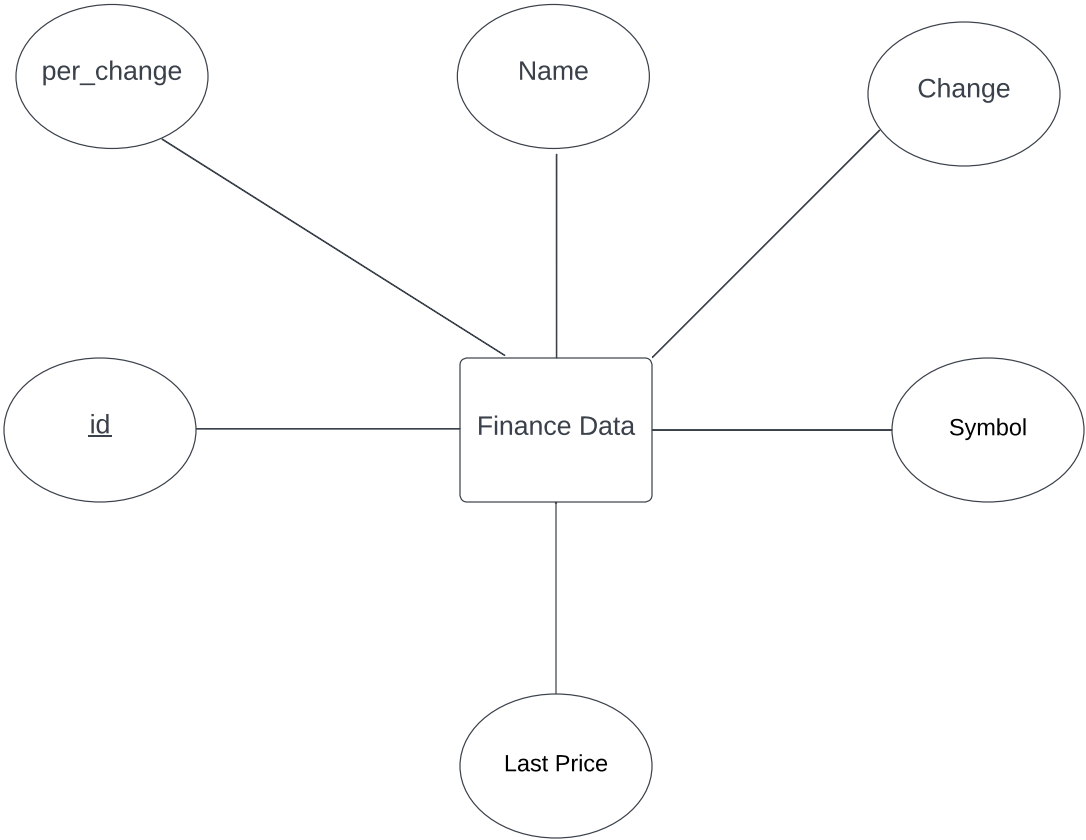 per_change
Name
Change
id
Finance Data
Symbol
Last Price